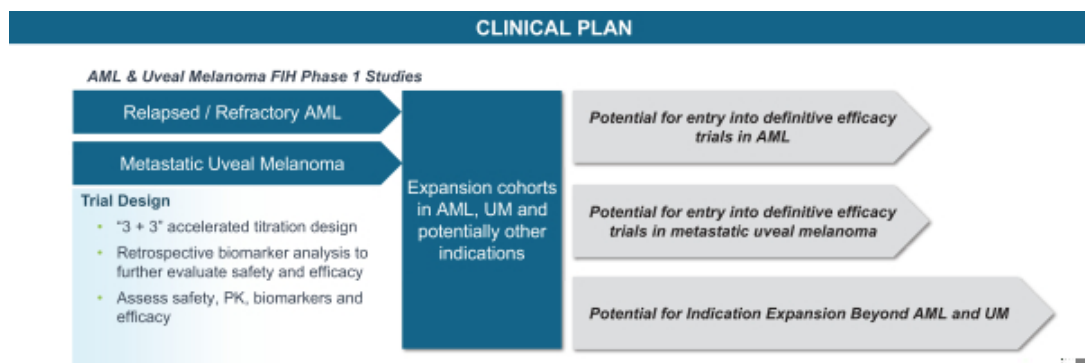 CLINICAL PLAN
AML & Uveal Melanoma FIH Phase 1 Studies
Relapsed / Refractory AML
Metastatic Uveal Melanoma
Trial Design
• "3 + 3" accelerated titration design
• Retrospective biomarker analysis to
further evaluate safety and efficacy
• Assess safety, PK, biomarkers and
efficacy
Expansion cohorts
in AML, UM and
potentially other
indications
Potential for entry into definitive efficacy
trials in AML
Potential for entry into definitive efficacy
trials in metastatic uveal melanoma
Potential for Indication Expansion Beyond AML and UM